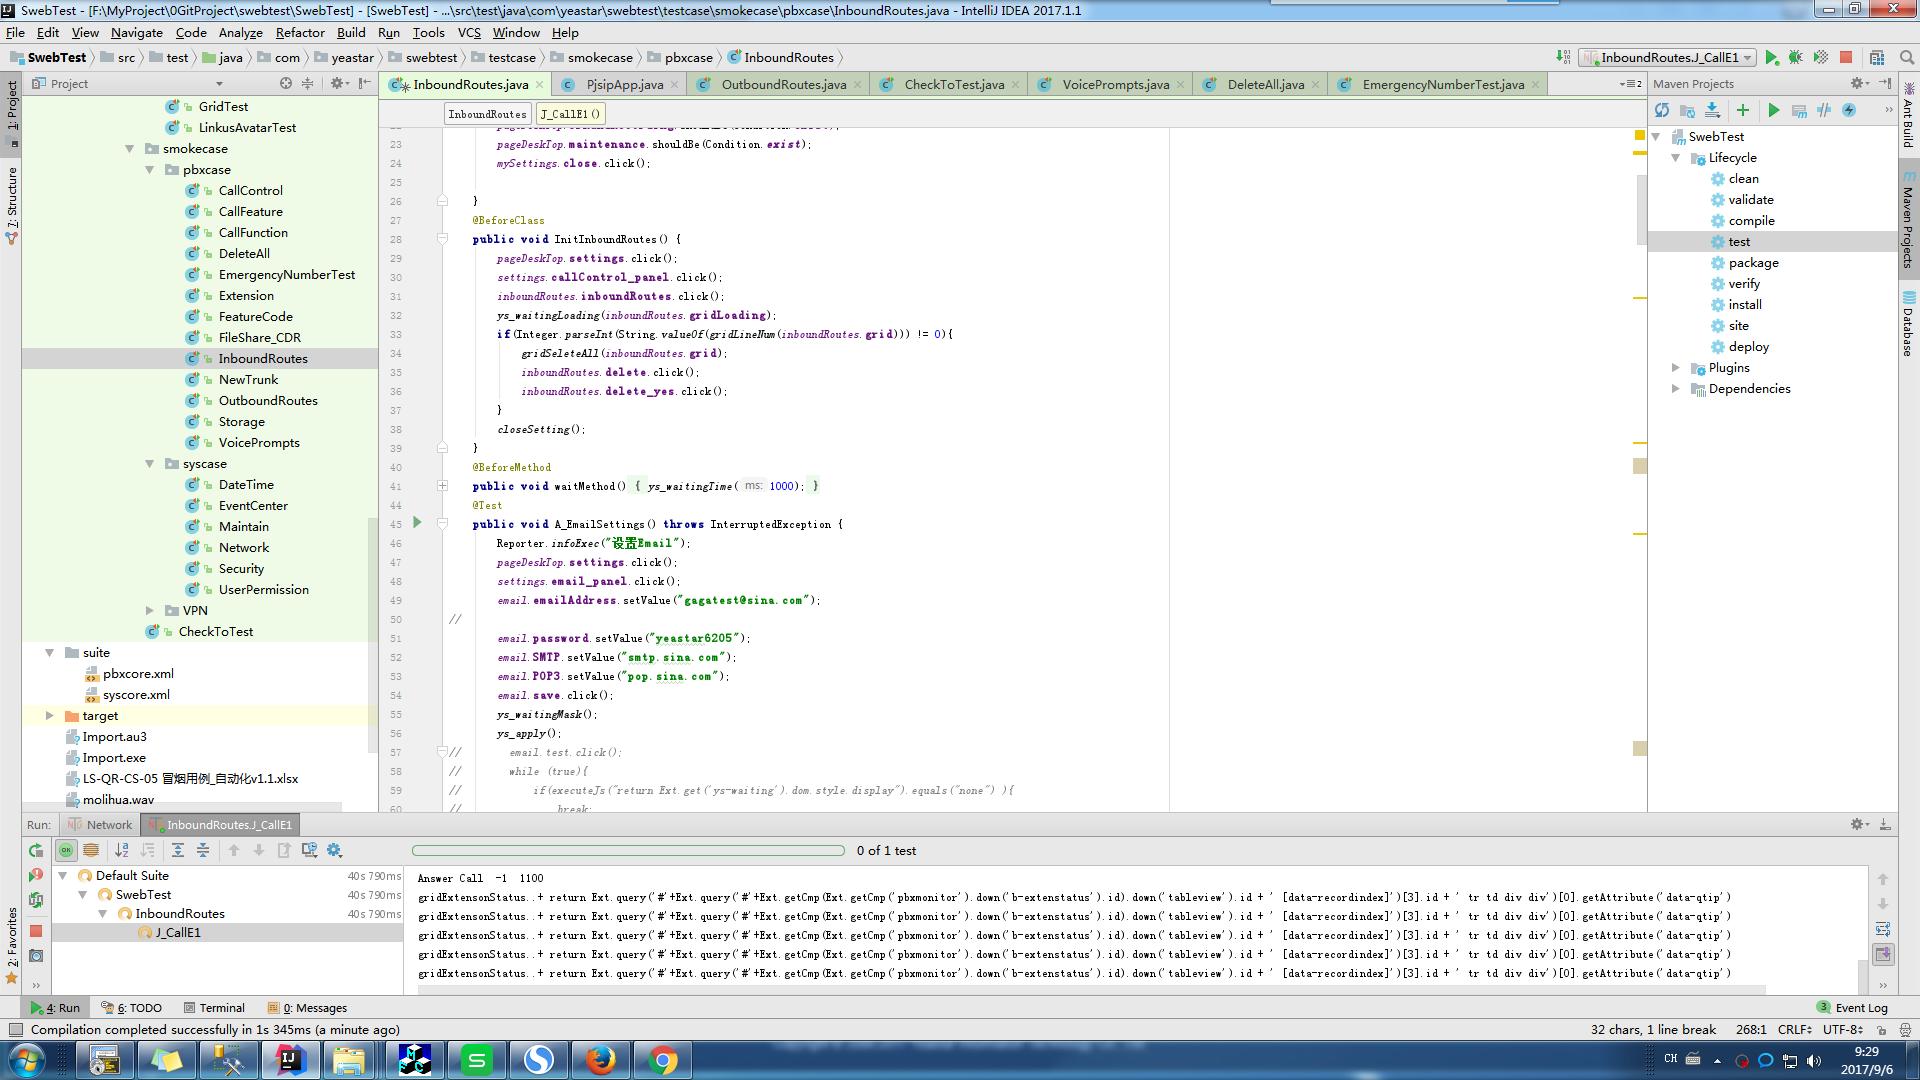 SwebTest - [F:\MyProject\0GitProject\swebtest\SwebTest] - [SwebTest] - ...\src\test\java\com\yeastar\swebtest\testcase\smokecase\pbxcase\InboundRoutes.java - IntelliJ IDEA 2017.1.1
File Edit View Navigate Code Analyze Refactor Build Run Tools VCS Window Help
SwebTest src test java com yeastar swebtest testcase smokecase pbxcase InboundRoutes
InboundRoutes.J_CallE1
Project
InboundRoutes.java PjsipApp.java OutboundRoutes.java CheckToTest.java VoicePrompts.java DeleteAll.java EmergencyNumberTest.java
2
Maven Projects
1: Project
7: Structure
2: Favorites
Ant Build
Maven Projects
Database
GridTest
LinkusAvatarTest
smokecase
pbxcase
CallControl
CallFeature
CallFunction
DeleteAll
EmergencyNumberTest
Extension
FeatureCode
FileShare_CDR
InboundRoutes
NewTrunk
OutboundRoutes
Storage
VoicePrompts
syscase
DateTime
EventCenter
Maintain
Network
Security
UserPermission
VPN
CheckToTest
suite
pbxcore.xml
syscore.xml
target
Import.au3
Import.exe
LS-QR-CS-05 冒烟用例_自动化v1.1.xlsx
molihua.wav
InboundRoutes J_CallE1()
23 pageDeskTop.maintenance.shouldBe(Condition.exist);
24 mySettings.close.click();
25
26 }
27 @BeforeClass
28 public void InitInboundRoutes() {
29 pageDeskTop.settings.click();
30 settings.callControl_panel.click();
31 inboundRoutes.inboundRoutes.click();
32 ys_waitingLoading(inboundRoutes.gridLoading);
33 if(Integer.parseInt(String.valueOf(gridLineNum(inboundRoutes.grid))) != 0){
34 gridSeleteAll(inboundRoutes.grid);
35 inboundRoutes.delete.click();
36 inboundRoutes.delete_yes.click();
37 }
38 closeSetting();
39 }
40 @BeforeMethod
41 public void waitMethod() { ys_waitingTime( ms: 1000); }
44 @Test
45 public void A_EmailSettings() throws InterruptedException {
46 Reporter.infoExec("设置Email");
47 pageDeskTop.settings.click();
48 settings.email_panel.click();
49 email.emailAddress.setValue("gagatest@sina.com");
50 //
51 email.password.setValue("yeastar6205");
52 email.SMTP.setValue("smtp.sina.com");
53 email.POP3.setValue("pop.sina.com");
54 email.save.click();
55 ys_waitingMask();
56 ys_apply();
57 // email.test.click();
58 // while (true){
59 // if(executeJs("return Ext.get('ys-waiting').dom.style.display").equals("none") ){
60 // break;
SwebTest
Lifecycle
clean
validate
compile
test
package
verify
install
site
deploy
Plugins
Dependencies
Run: Network InboundRoutes.J_CallE1
0 of 1 test
Default Suite 40s 790ms
SwebTest 40s 790ms
InboundRoutes 40s 790ms
J_CallE1
Answer Call -1 1100
gridExtensonStatus..+ return Ext.query('#'+Ext.query('#'+Ext.getCmp(Ext.getCmp('pbxmonitor').down('b-extenstatus').id).down('tableview').id + ' [data-recordindex]')[3].id + ' tr td div div')[0].getAttribute('data-qtip')
gridExtensonStatus..+ return Ext.query('#'+Ext.query('#'+Ext.getCmp(Ext.getCmp('pbxmonitor').down('b-extenstatus').id).down('tableview').id + ' [data-recordindex]')[3].id + ' tr td div div')[0].getAttribute('data-qtip')
gridExtensonStatus..+ return Ext.query('#'+Ext.query('#'+Ext.getCmp(Ext.getCmp('pbxmonitor').down('b-extenstatus').id).down('tableview').id + ' [data-recordindex]')[3].id + ' tr td div div')[0].getAttribute('data-qtip')
gridExtensonStatus..+ return Ext.query('#'+Ext.query('#'+Ext.getCmp(Ext.getCmp('pbxmonitor').down('b-extenstatus').id).down('tableview').id + ' [data-recordindex]')[3].id + ' tr td div div')[0].getAttribute('data-qtip')
gridExtensonStatus..+ return Ext.query('#'+Ext.query('#'+Ext.getCmp(Ext.getCmp('pbxmonitor').down('b-extenstatus').id).down('tableview').id + ' [data-recordindex]')[3].id + ' tr td div div')[0].getAttribute('data-qtip')
4: Run 6: TODO Terminal 0: Messages 3 Event Log
Compilation completed successfully in 1s 345ms (a minute ago) 32 chars, 1 line break 268:1 CRLF UTF-8
CH 9:29
2017/9/6